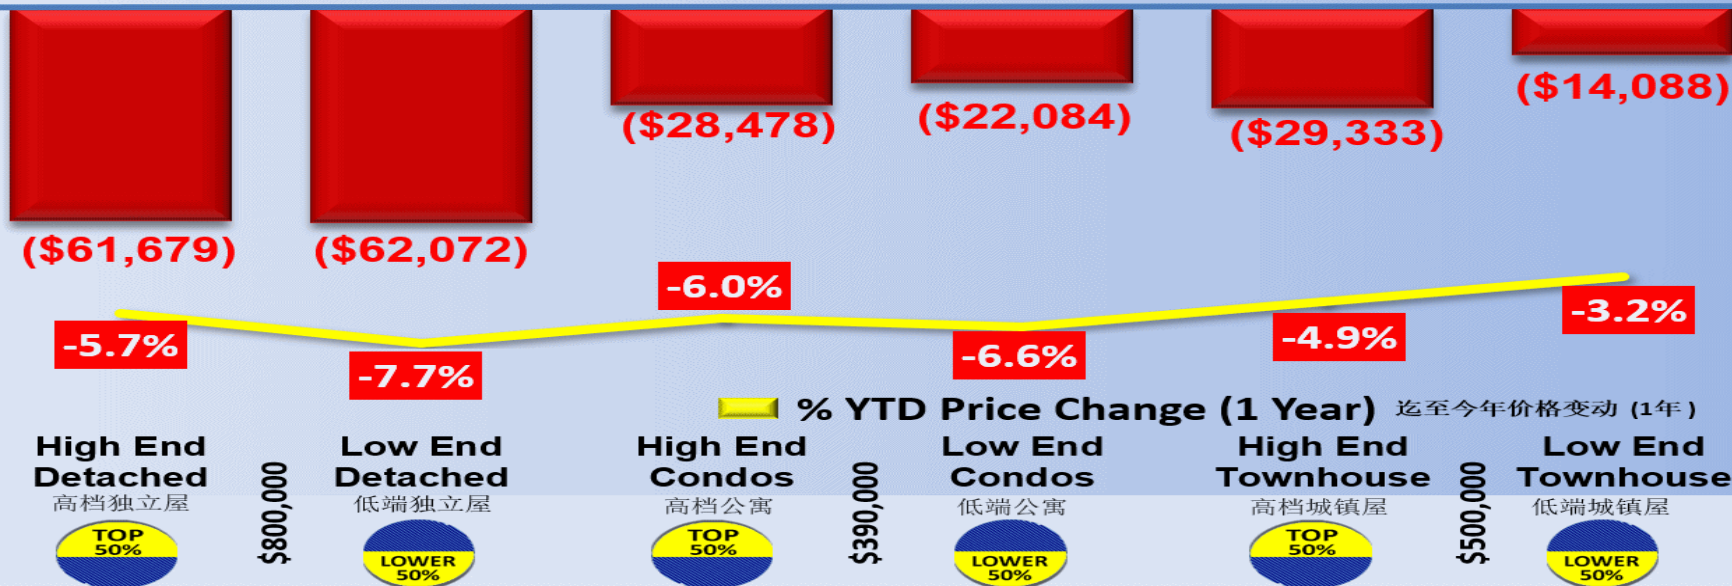 ($61,679)
($62,072)
($28,478)
($22,084)
($29,333)
($14,088)
-5.7%
-7.7%
-6.0%
-6.6%
-4.9%
-3.2%
% YTD Price Change (1 Year) 迄至今年价格变动 (1年)
High End
Detached
高档独立屋
TOP
50%
$800,000
Low End
Detached
低端独立屋
LOWER
50%
High End
Condos
高档公寓
TOP
50%
$390,000
Low End
Condos
低端公寓
LOWER
50%
High End
Townhouse
高档城镇屋
TOP
50%
$500,000
Low End
Townhouse
低端城镇屋
LOWER
50%